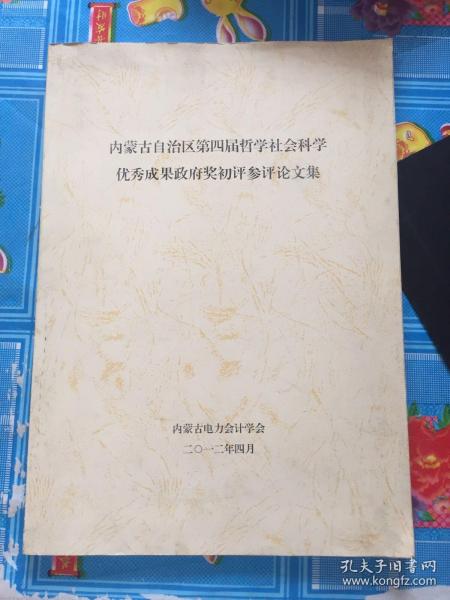 内蒙古自治区第四届哲学社会科学
优秀成果政府奖初评参评论文集
内蒙古电力会计学会
二〇一二年四月
孔夫子旧书网
www.kongfz.com